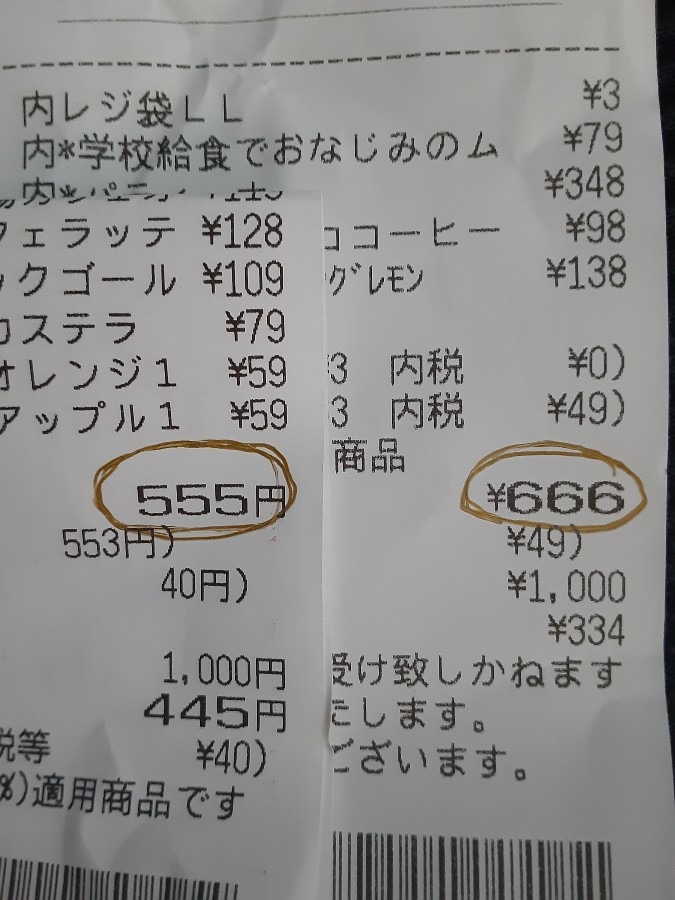 内レジ袋LL ¥3
内*学校給食でおなじみのム ¥79
¥348
ココーヒー ¥98
グレモン ¥138
3 内税 ¥0)
3 内税 ¥49)
商品
¥666
¥49)
¥1,000
¥334
受け致しかねます
たします。
ございます。
フェラッテ ¥128
ックゴール ¥109
カステラ ¥79
オレンジ1 ¥59
アップル1 ¥59
555円
553円)
40円)
1,000円
445円
税等 ¥40)
%)適用商品です